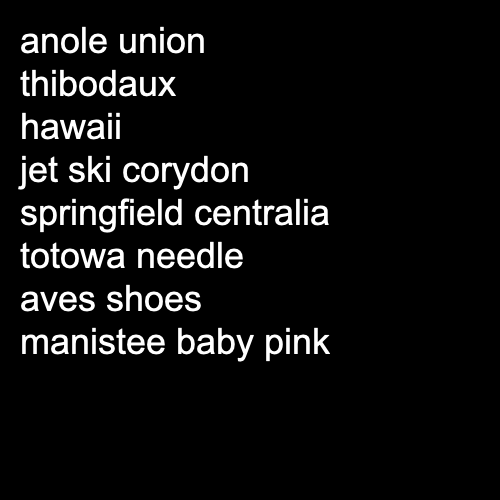 anole union
thibodaux
hawaii
jet ski corydon
springfield centralia
totowa needle
aves shoes
manistee baby pink